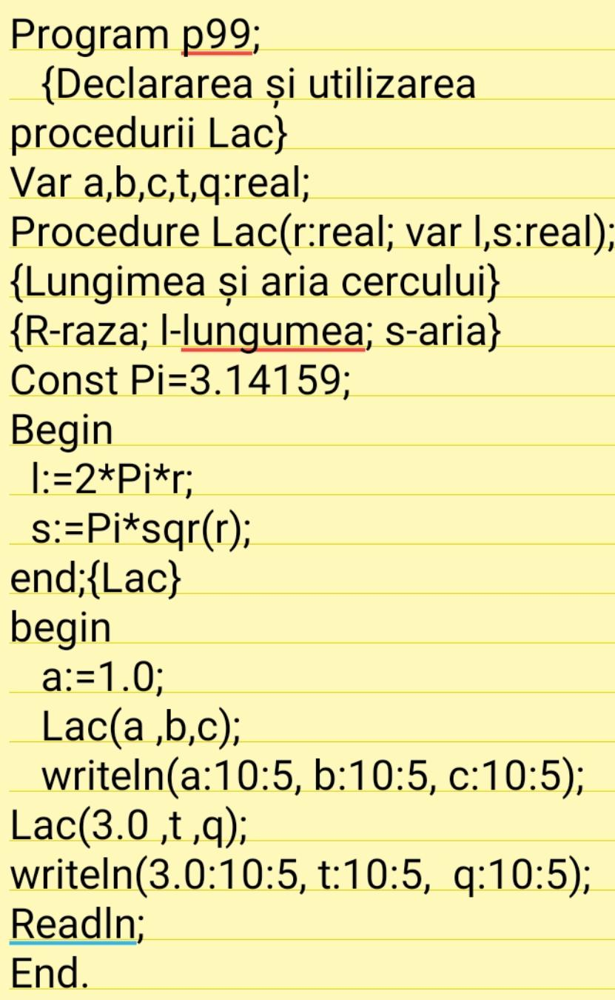 Program p99;
{Declararea și utilizarea
procedurii Lac}
Var a,b,c,t,q:real;
Procedure Lac(r:real; var l,s:real);
{Lungimea și aria cercului}
{R-raza; l-lungumea; s-aria}
Const Pi=3.14159;
Begin
l:=2*Pi*r;
s:=Pi*sqr(r);
end;{Lac}
begin
a:=1.0;
Lac(a ,b,c);
writeln(a:10:5, b:10:5, c:10:5);
Lac(3.0 ,t ,q);
writeln(3.0:10:5, t:10:5,  q:10:5);
Readln;
End.